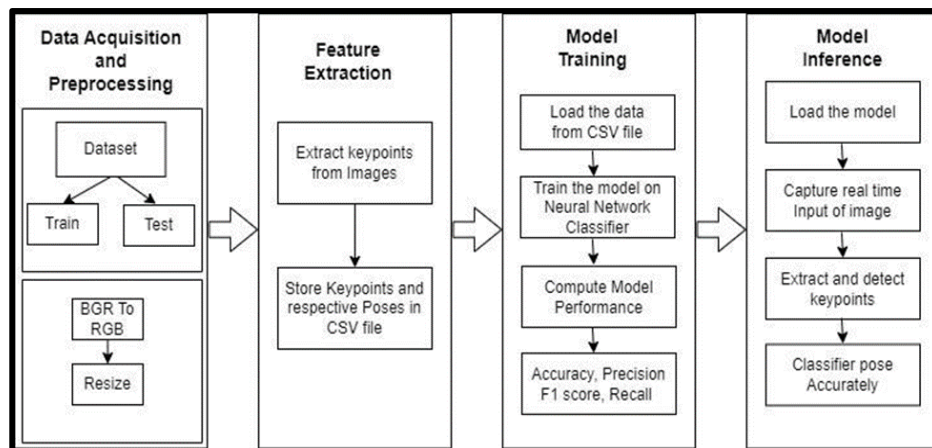 Data Acquisition
and
Preprocessing
Dataset
Train
Test
BGR To
RGB
Resize
Feature
Extraction
Extract keypoints
from Images
Store Keypoints and
respective Poses in
CSV file
Model
Training
Load the data
from CSV file
Train the model on
Neural Network
Classifier
Compute Model
Performance
Accuracy, Precision
F1 score, Recall
Model
Inference
Load the model
Capture real time
Input of image
Extract and detect
keypoints
Classifier pose
Accurately